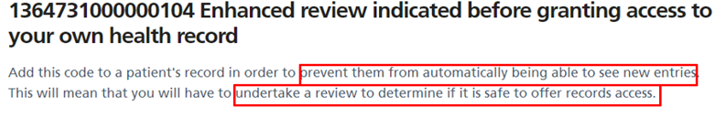 1364731000000104 Enhanced review indicated before granting access to
your own health record
Add this code to a patient's record in order to prevent them from automatically being able to see new entries.
This will mean that you will have to undertake a review to determine if it is safe to offer records access.